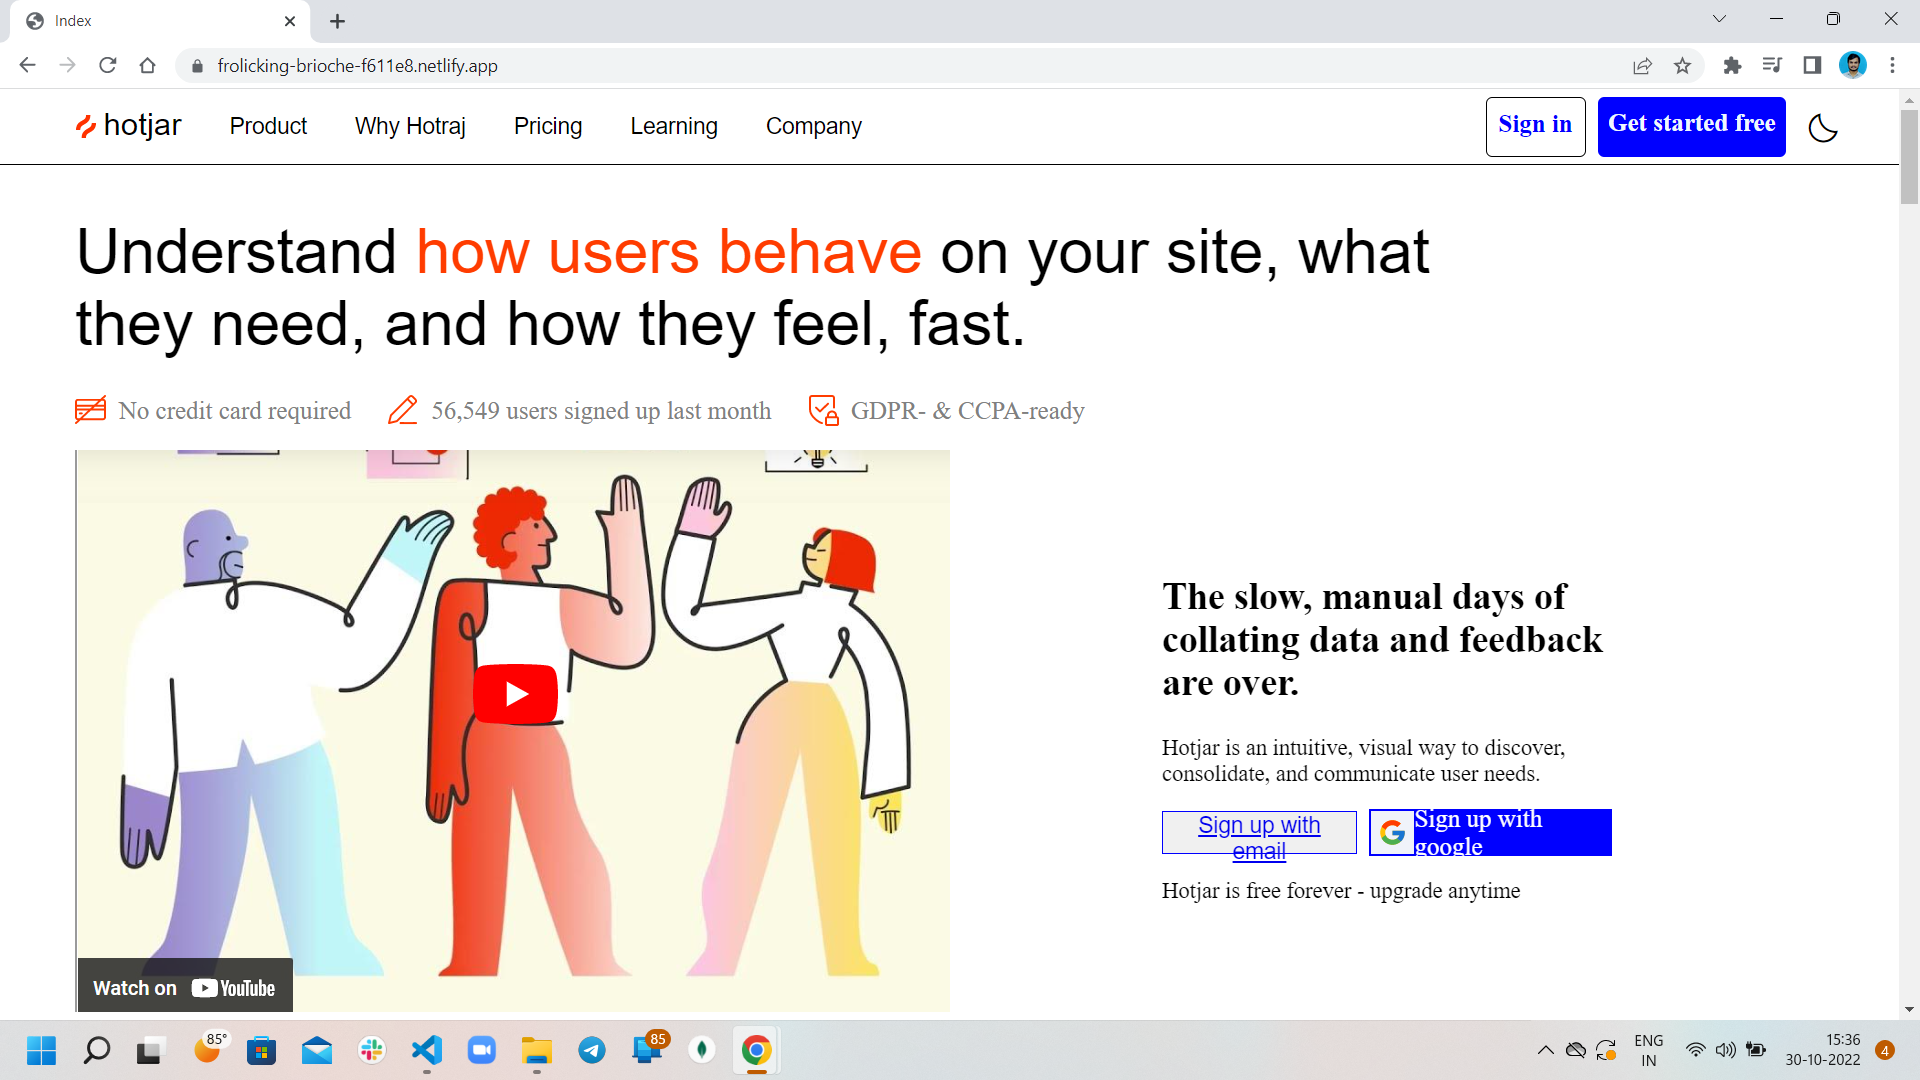 Index
frolicking-brioche-f611e8.netlify.app
hotjar Product Why Hotraj Pricing Learning Company Sign in Get started free
Understand how users behave on your site, what
they need, and how they feel, fast.
No credit card required 56,549 users signed up last month GDPR- & CCPA-ready
The slow, manual days of
collating data and feedback
are over.
Hotjar is an intuitive, visual way to discover,
consolidate, and communicate user needs.
Sign up with
email
Sign up with
google
Hotjar is free forever - upgrade anytime
Watch on YouTube
85°
85
ENG
IN
15:36
30-10-2022
4